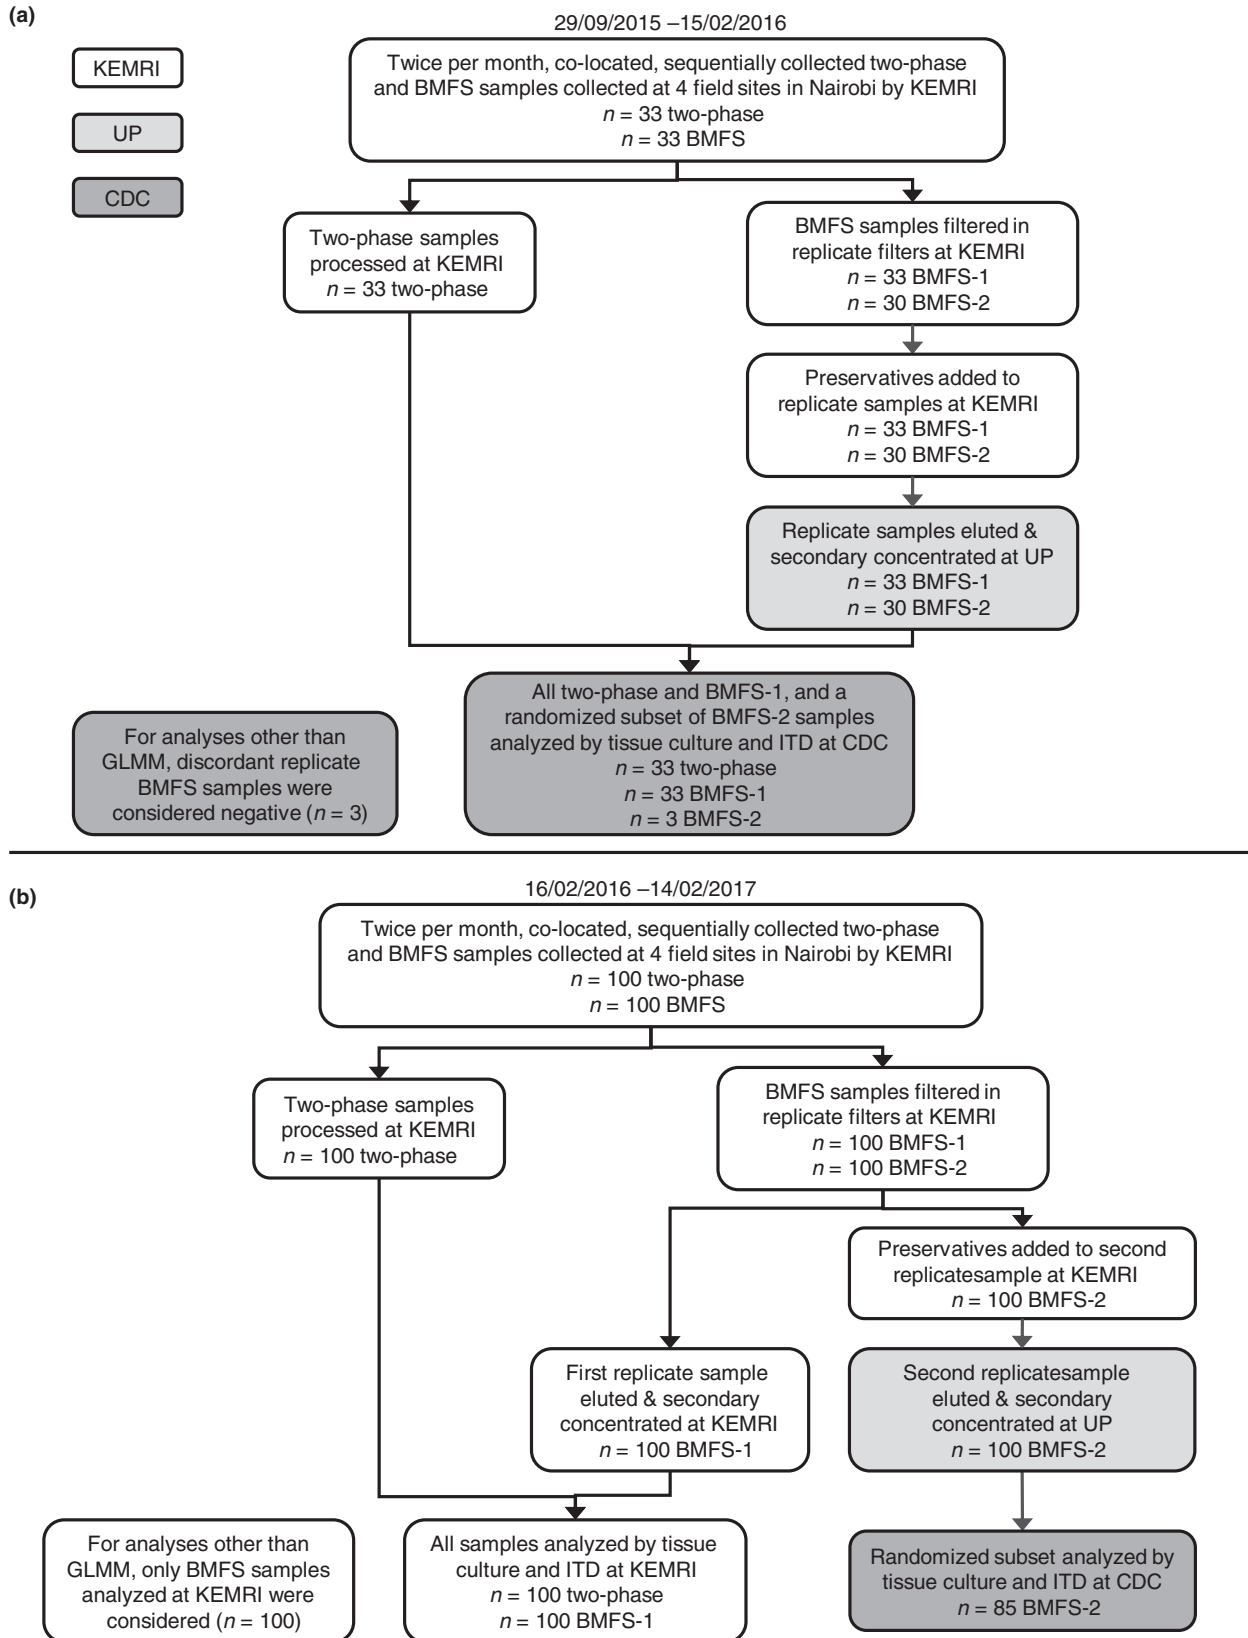 (a)
29/09/2015 –15/02/2016
KEMRI
UP
CDC
Twice per month, co-located, sequentially collected two-phase
and BMFS samples collected at 4 field sites in Nairobi by KEMRI
n = 33 two-phase
n = 33 BMFS
Two-phase samples
processed at KEMRI
n = 33 two-phase
BMFS samples filtered in
replicate filters at KEMRI
n = 33 BMFS-1
n = 30 BMFS-2
Preservatives added to
replicate samples at KEMRI
n = 33 BMFS-1
n = 30 BMFS-2
Replicate samples eluted &
secondary concentrated at UP
n = 33 BMFS-1
n = 30 BMFS-2
For analyses other than
GLMM, discordant replicate
BMFS samples were
considered negative (n = 3)
All two-phase and BMFS-1, and a
randomized subset of BMFS-2 samples
analyzed by tissue culture and ITD at CDC
n = 33 two-phase
n = 33 BMFS-1
n = 3 BMFS-2
(b)
16/02/2016 –14/02/2017
Twice per month, co-located, sequentially collected two-phase
and BMFS samples collected at 4 field sites in Nairobi by KEMRI
n = 100 two-phase
n = 100 BMFS
Two-phase samples
processed at KEMRI
n = 100 two-phase
BMFS samples filtered in
replicate filters at KEMRI
n = 100 BMFS-1
n = 100 BMFS-2
Preservatives added to second
replicatesample at KEMRI
n = 100 BMFS-2
First replicate sample
eluted & secondary
concentrated at KEMRI
n = 100 BMFS-1
Second replicatesample
eluted & secondary
concentrated at UP
n = 100 BMFS-2
For analyses other than
GLMM, only BMFS samples
analyzed at KEMRI were
considered (n = 100)
All samples analyzed by tissue
culture and ITD at KEMRI
n = 100 two-phase
n = 100 BMFS-1
Randomized subset analyzed by
tissue culture and ITD at CDC
n = 85 BMFS-2